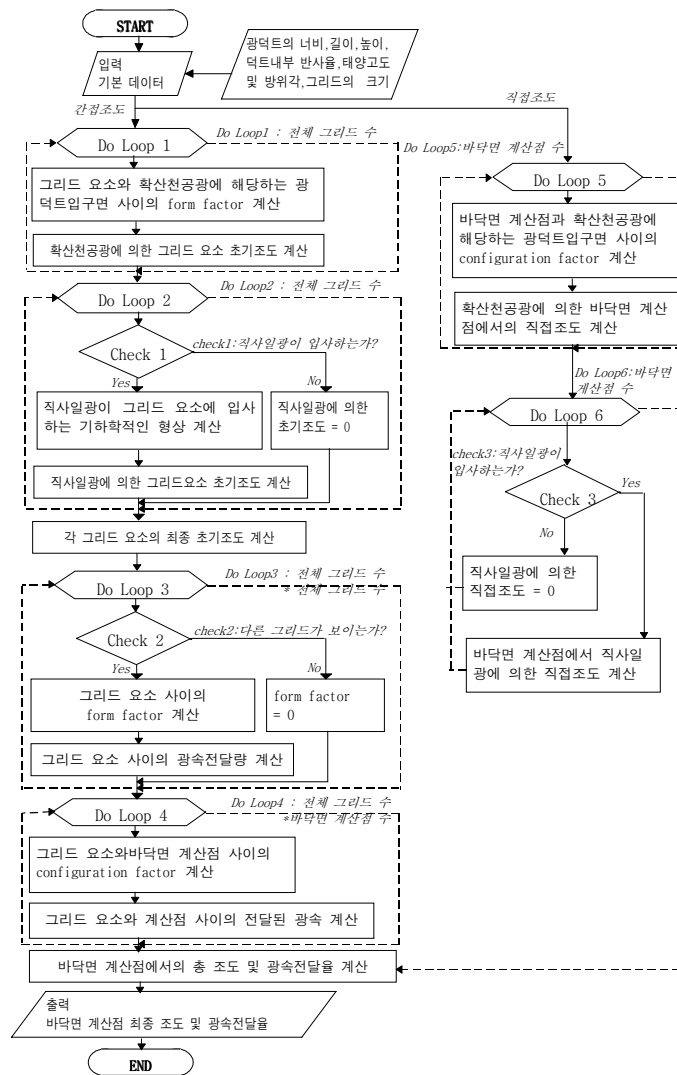 START
입력
기본 데이터
광덕트의 너비,길이,높이,
덕트내부 반사율,태양고도
및 방위각,그리드의 크기
간접조도
직접조도
Do Loop1 : 전체 그리드 수
Do Loop 1
그리드 요소와 확산천공광에 해당하는 광
덕트입구면 사이의 form factor 계산
확산천공광에 의한 그리드 요소 초기조도 계산
Do Loop2 : 전체 그리드 수
Do Loop 2
check1:직사일광이 입사하는가?
Check 1
Yes
No
직사일광이 그리드 요소에 입사
하는 기하학적인 형상 계산
직사일광에 의한
초기조도 = 0
직사일광에 의한 그리드요소 초기조도 계산
각 그리드 요소의 최종 초기조도 계산
Do Loop3 : 전체 그리드 수
* 전체 그리드 수
Do Loop 3
check2:다른 그리드가 보이는가?
Check 2
Yes
No
그리드 요소 사이의
form factor 계산
form factor
= 0
그리드 요소 사이의 광속전달량 계산
Do Loop4 : 전체 그리드 수
*바닥면 계산점 수
Do Loop 4
그리드 요소와바닥면 계산점 사이의
configuration factor 계산
그리드 요소와 계산점 사이의 전달된 광속 계산
바닥면 계산점에서의 총 조도 및 광속전달율 계산
출력
바닥면 계산점 최종 조도 및 광속전달율
END
Do Loop5:바닥면 계산점 수
Do Loop 5
바닥면 계산점과 확산천공광에
해당하는 광덕트입구면 사이의
configuration factor 계산
확산천공광에 의한 바닥면 계산
점에서의 직접조도 계산
Do Loop6:바닥면
계산점 수
Do Loop 6
check3:직사일광이
입사하는가?
Check 3
Yes
No
직사일광에 의한
직접조도 = 0
바닥면 계산점에서 직사일
광에 의한 직접조도 계산